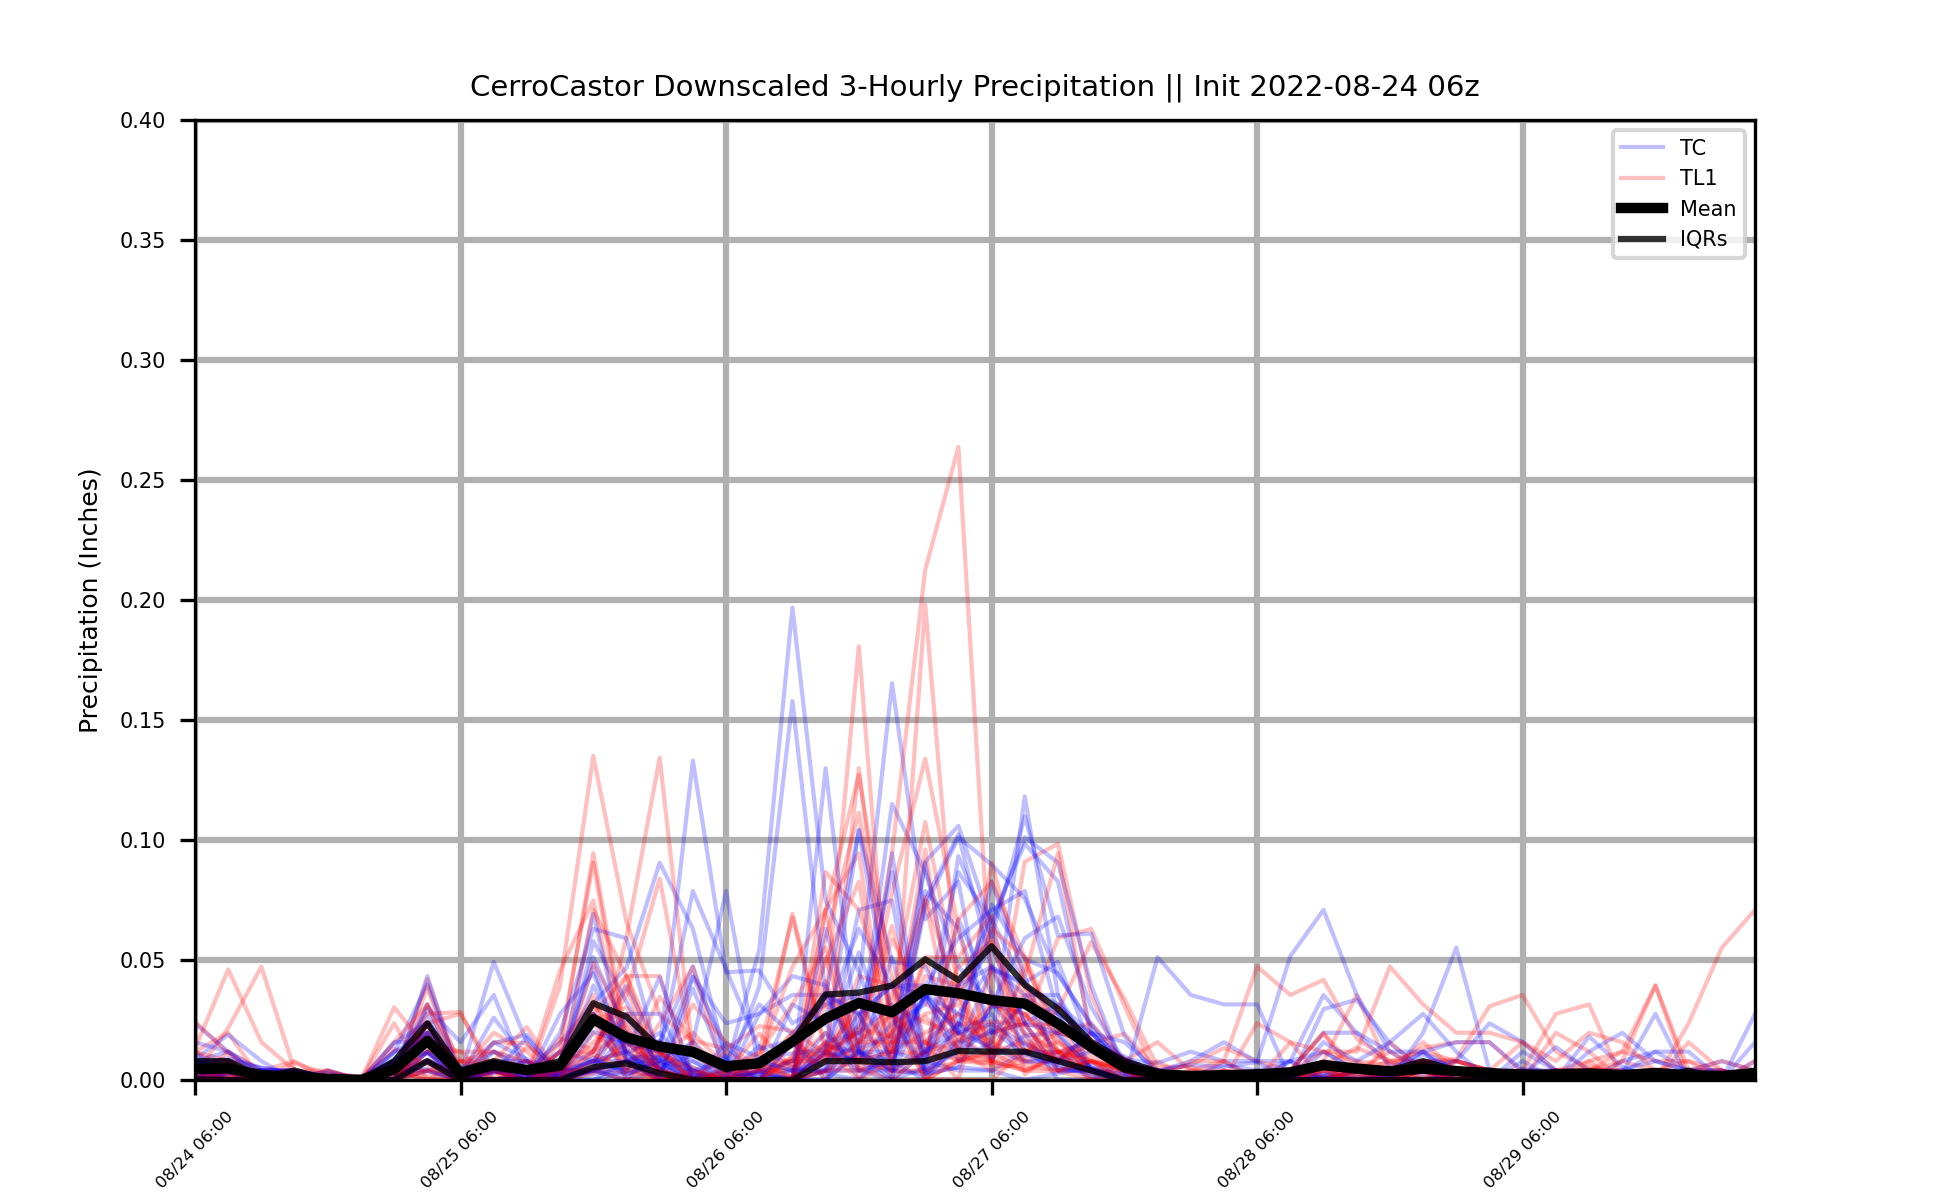 CerroCastor Downscaled 3-Hourly Precipitation || Init 2022-08-24 06z
Precipitation (Inches)
0.40
0.35
0.30
0.25
0.20
0.15
0.10
0.05
0.00
TC
TL1
Mean
IQRs
08/24 06:00
08/25 06:00
08/26 06:00
08/27 06:00
08/28 06:00
08/29 06:00